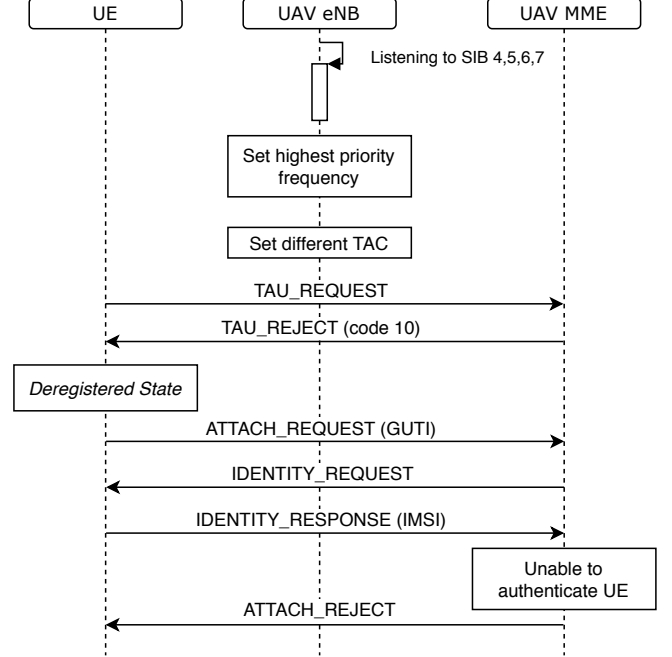 UE
UAV eNB
UAV MME
Listening to SIB 4,5,6,7
Set highest priority
frequency
Set different TAC
TAU_REQUEST
TAU_REJECT (code 10)
Deregistered State
ATTACH_REQUEST (GUTI)
IDENTITY_REQUEST
IDENTITY_RESPONSE (IMSI)
Unable to
authenticate UE
ATTACH_REJECT